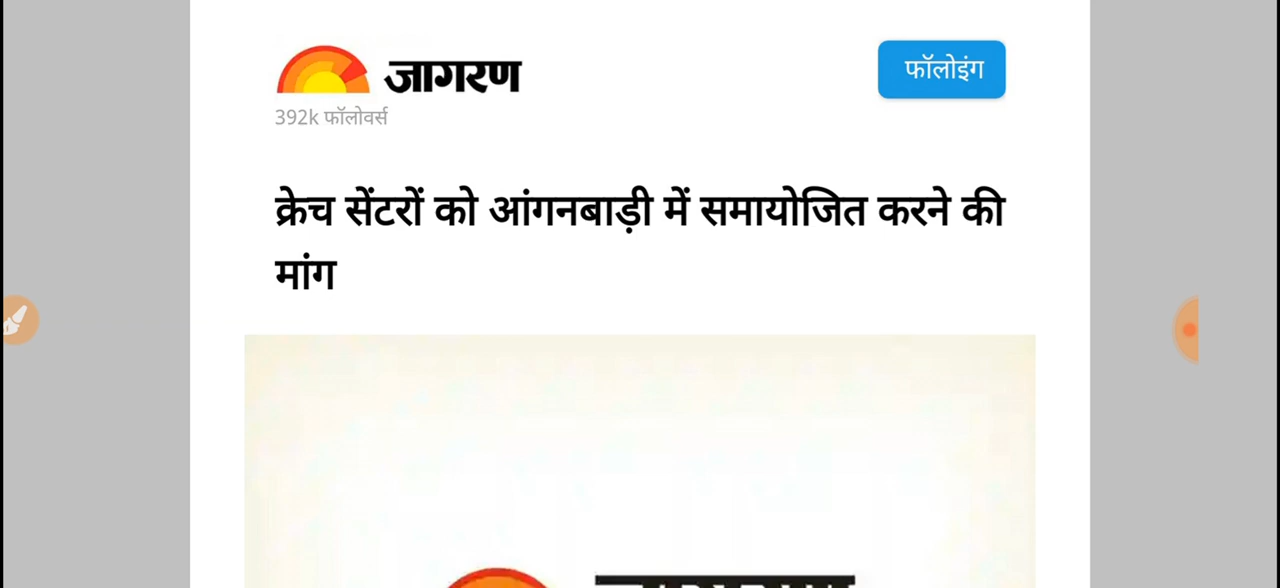 जागरण
फॉलोइंग
392k फॉलोवर्स
क्रेच सेंटरों को आंगनबाड़ी में समायोजित करने की
मांग